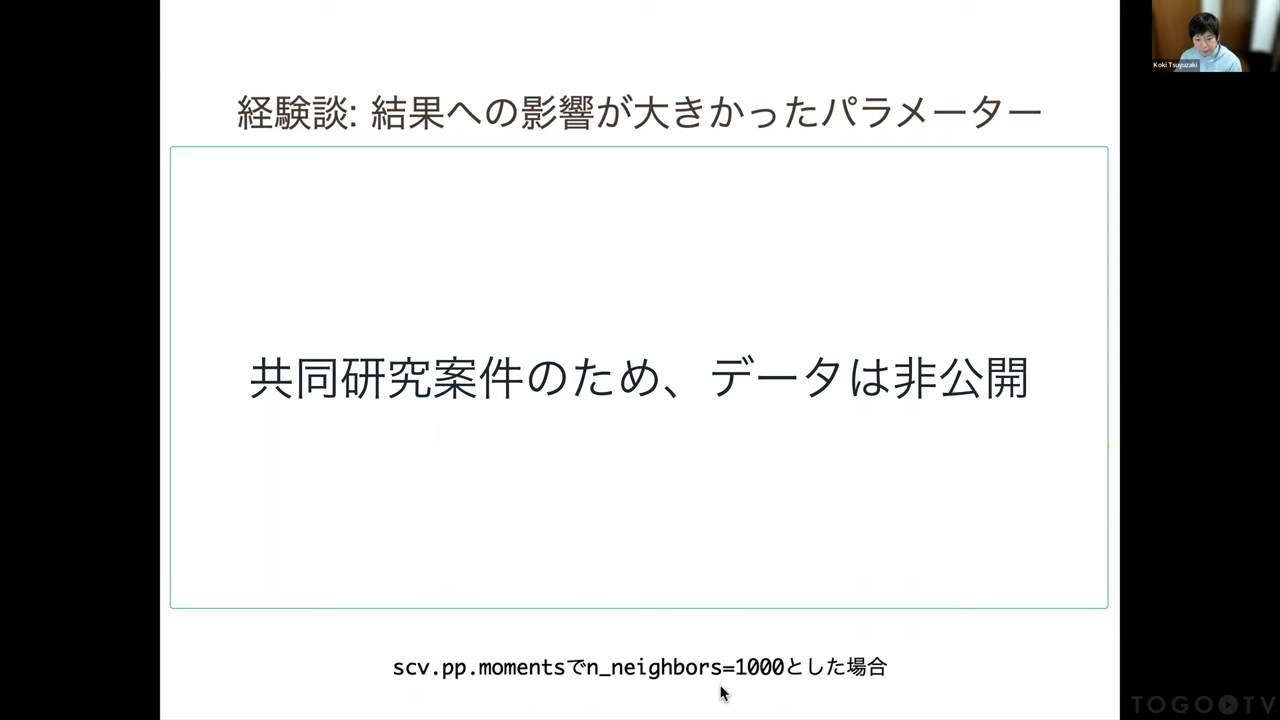 経験談: 結果への影響が大きかったパラメーター
Koki Tsuyuzaki
共同研究案件のため、データは非公開
scv.pp.momentsでn_neighbors=1000とした場合
TOGO TV